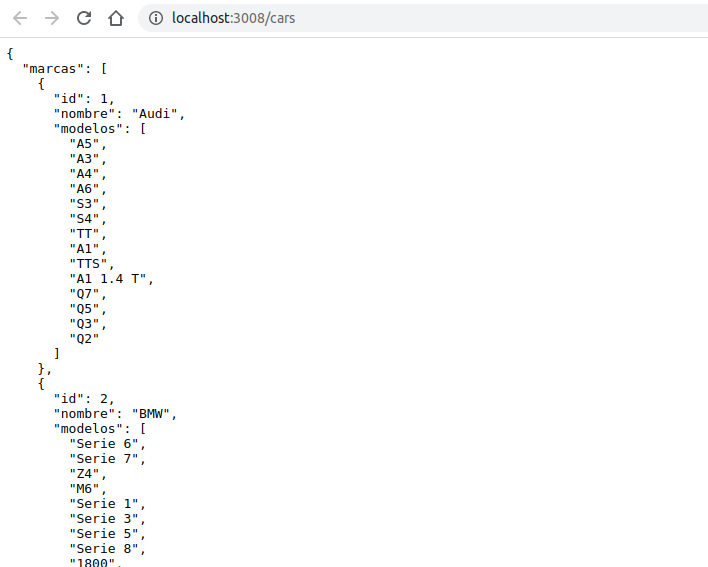 localhost:3008/cars
{
"marcas": [
{
"id": 1,
"nombre": "Audi",
"modelos": [
"A5",
"A3",
"A4",
"A6",
"S3",
"S4",
"TT",
"A1",
"TTS",
"A1 1.4 T",
"Q7",
"Q5",
"Q3",
"Q2"
]
},
{
"id": 2,
"nombre": "BMW",
"modelos": [
"Serie 6",
"Serie 7",
"Z4",
"M6",
"Serie 1",
"Serie 3",
"Serie 5",
"Serie 8",
"1800",